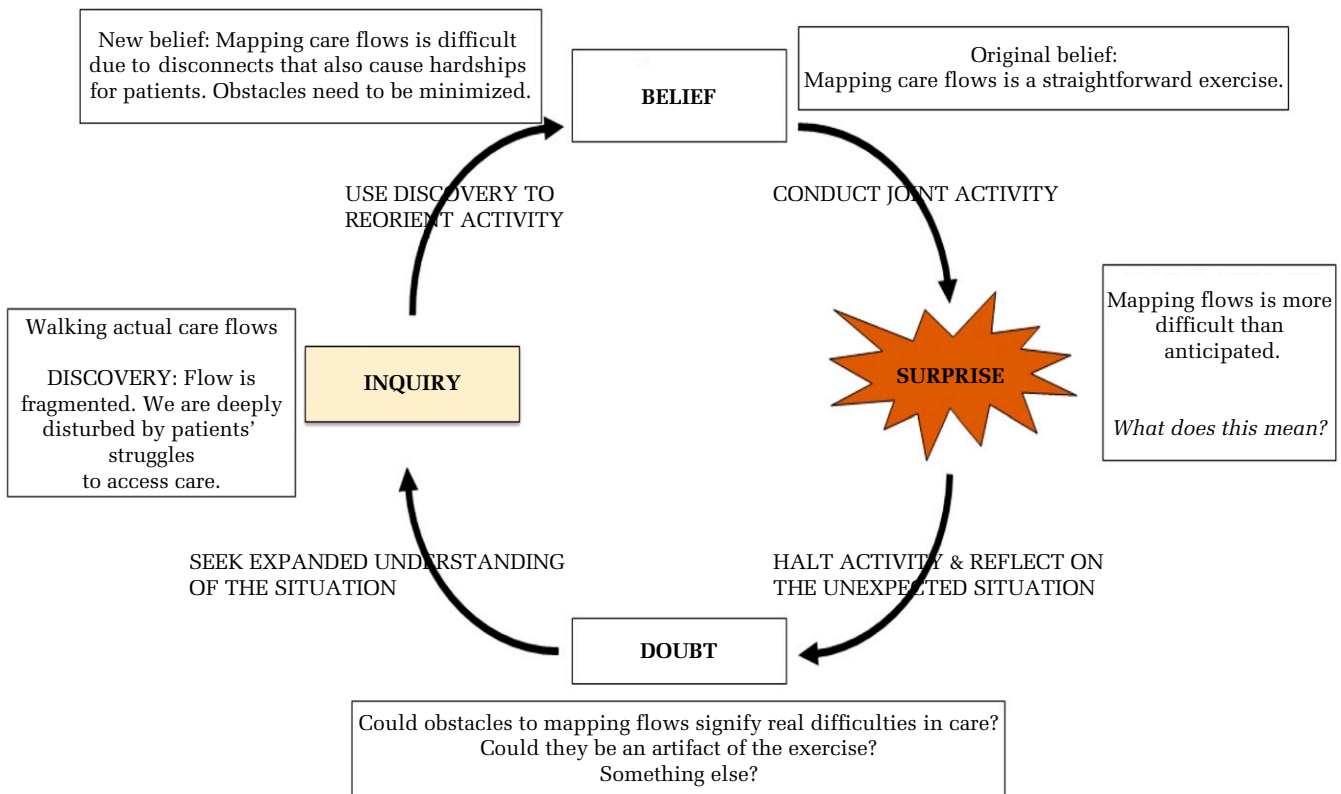 New belief: Mapping care flows is difficult
due to disconnects that also cause hardships
for patients. Obstacles need to be minimized.
BELIEF
Original belief:
Mapping care flows is a straightforward exercise.
USE DISCOVERY TO
REORIENT ACTIVITY
CONDUCT JOINT ACTIVITY
Walking actual care flows
DISCOVERY: Flow is
fragmented. We are deeply
disturbed by patients’
struggles
to access care.
INQUIRY
SURPRISE
Mapping flows is more
difficult than
anticipated.
What does this mean?
SEEK EXPANDED UNDERSTANDING
OF THE SITUATION
HALT ACTIVITY & REFLECT ON
THE UNEXPECTED SITUATION
DOUBT
Could obstacles to mapping flows signify real difficulties in care?
Could they be an artifact of the exercise?
Something else?